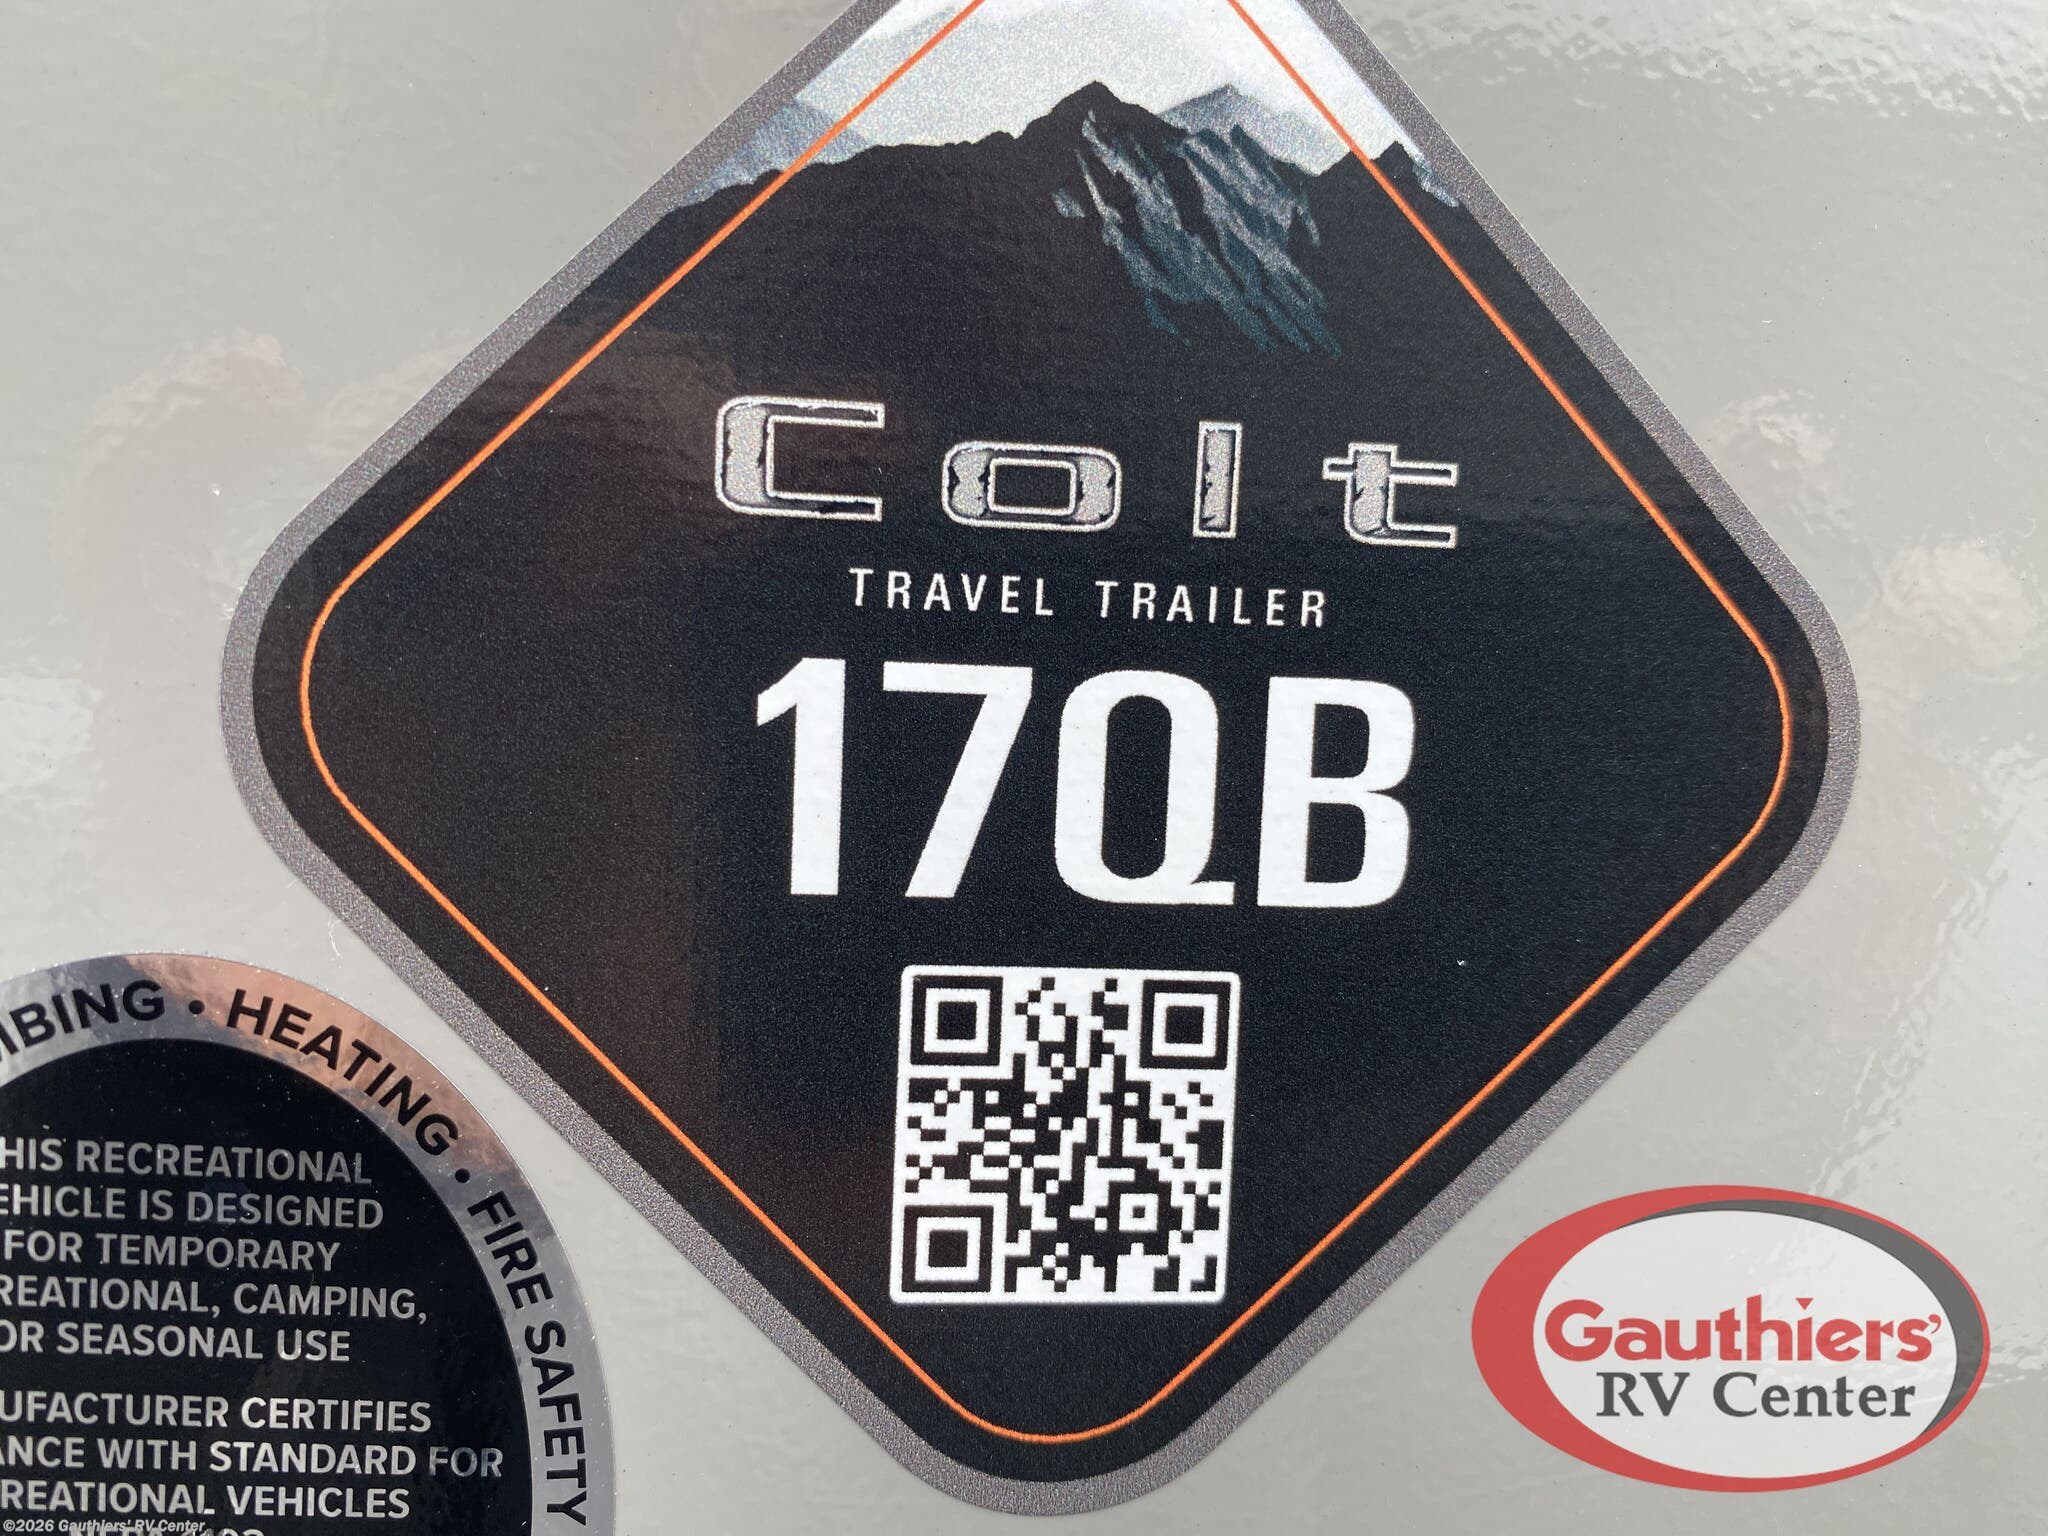 Colt
TRAVEL TRAILER
17QB
MBING • HEATING • FIRE SAFETY
HIS RECREATIONAL
EHICLE IS DESIGNED
FOR TEMPORARY
REATIONAL, CAMPING,
OR SEASONAL USE
UFACTURER CERTIFIES
ANCE WITH STANDARD FOR
REATIONAL VEHICLES
Gauthiers'
RV Center
©2026 Gauthiers' RV Center